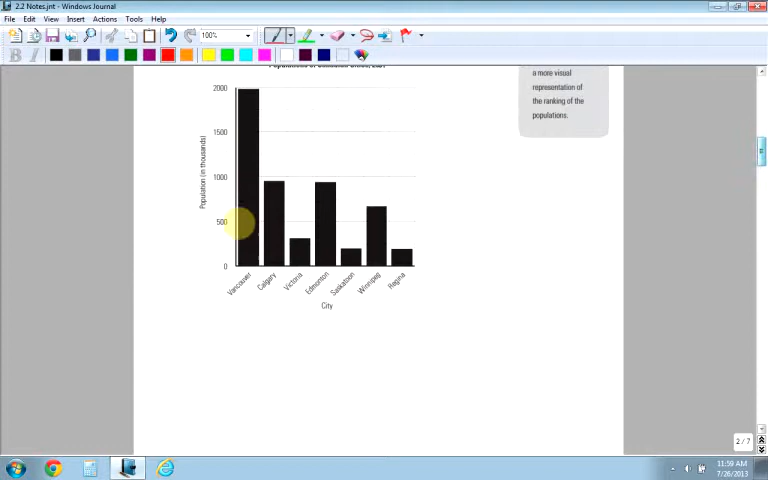 2.2 Notes.jnt - Windows Journal
File Edit View Insert Actions Tools Help
100%
B I
a more visual
representation of
the ranking of the
populations.
2000
1500
1000
500
0
Population (in thousands)
Vancouver
Calgary
Victoria
Edmonton
Saskatoon
Winnipeg
Regina
City
2 / 7
11:59 AM
7/26/2013